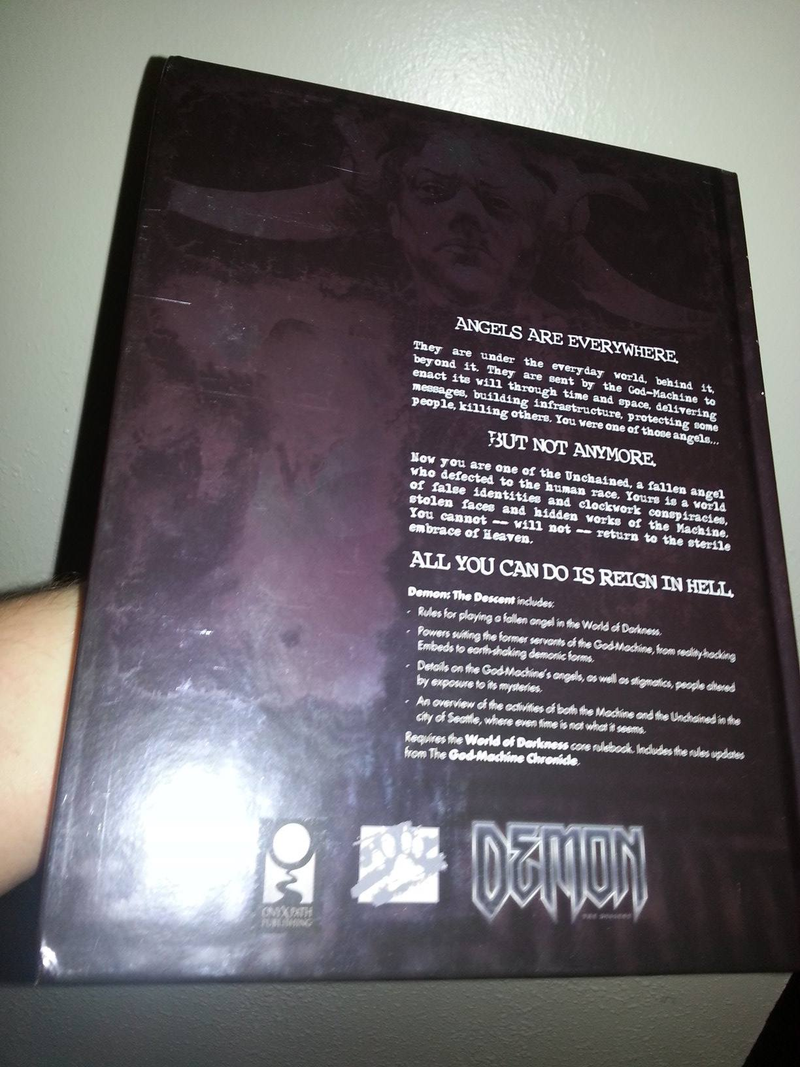 ANGELS ARE EVERYWHERE.
They are under the everyday world, behind it,
beyond it. They are sent by the God-Machine to
enact its will through time and space, delivering
messages, building infrastructure, protecting some
people, killing others. You were one of those angels...
BUT NOT ANYMORE.
Now you are one of the Unchained, a fallen angel
who defected to the human race. Yours is a world
of false identities and clockwork conspiracies,
stolen faces and hidden works of the Machine.
You cannot — will not — return to the sterile
embrace of Heaven.
ALL YOU CAN DO IS REIGN IN HELL.
Demon: The Descent includes:
- Rules for playing a fallen angel in the World of Darkness.
- Powers suiting the former servants of the God-Machine, from reality-hacking
Embeds to earth-shaking demonic forms.
- Details on the God-Machine's angels, as well as stigmatics, people altered
by exposure to its mysteries.
- An overview of the activities of both the Machine and the Unchained in the
city of Seattle, where even time is not what it seems.
Requires the World of Darkness core rulebook. Includes the rules updates
from The God-Machine Chronicle.
ONYX PATH
PUBLISHING
DEMON
THE DESCENT